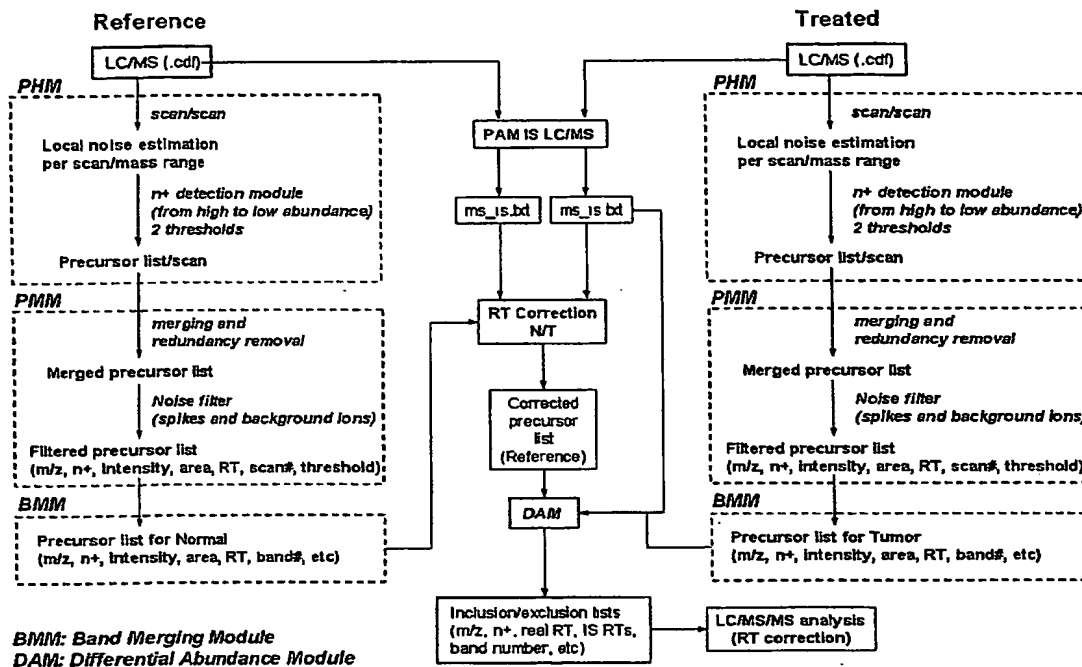 Reference
Treated
LC/MS (.cdf)
LC/MS (.cdf)
PHM
scan/scan
Local noise estimation
per scan/mass range
n+ detection module
(from high to low abundance)
2 thresholds
Precursor list/scan
PMM
merging and
redundancy removal
Merged precursor list
Noise filter
(spikes and background ions)
Filtered precursor list
(m/z, n+, intensity, area, RT, scan#, threshold)
BMM
Precursor list for Normal
(m/z, n+, intensity, area, RT, band#, etc)
PAM IS LC/MS
ms_is.txt
ms_is.txt
RT Correction
N/T
Corrected
precursor
list
(Reference)
DAM
Inclusion/exclusion lists
(m/z, n+, real RT, IS RTs,
band number, etc)
LC/MS/MS analysis
(RT correction)
PHM
scan/scan
Local noise estimation
per scan/mass range
n+ detection module
(from high to low abundance)
2 thresholds
Precursor list/scan
PMM
merging and
redundancy removal
Merged precursor list
Noise filter
(spikes and background ions)
Filtered precursor list
(m/z, n+, intensity, area, RT, scan#, threshold)
BMM
Precursor list for Tumor
(m/z, n+, intensity, area, RT, band#, etc)
BMM: Band Merging Module
DAM: Differential Abundance Module